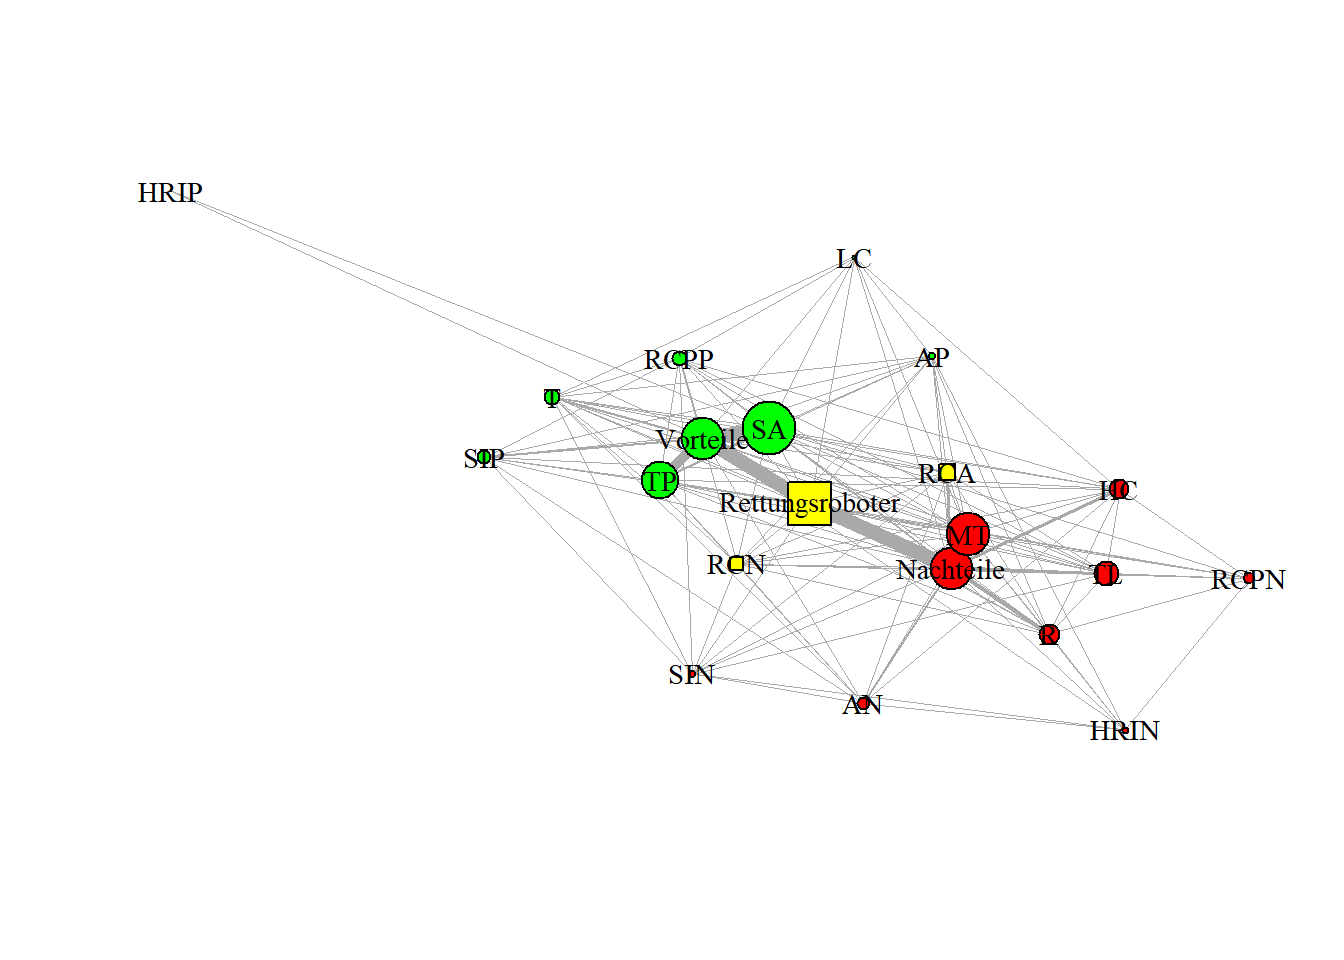 HRIP
LC
RCPP
AP
T
Vorteile
SA
SIP
TP
RCA
HC
Rettungsroboter
MT
RCN
Nachteile
TL
RCPN
R
SIN
AN
HRIN